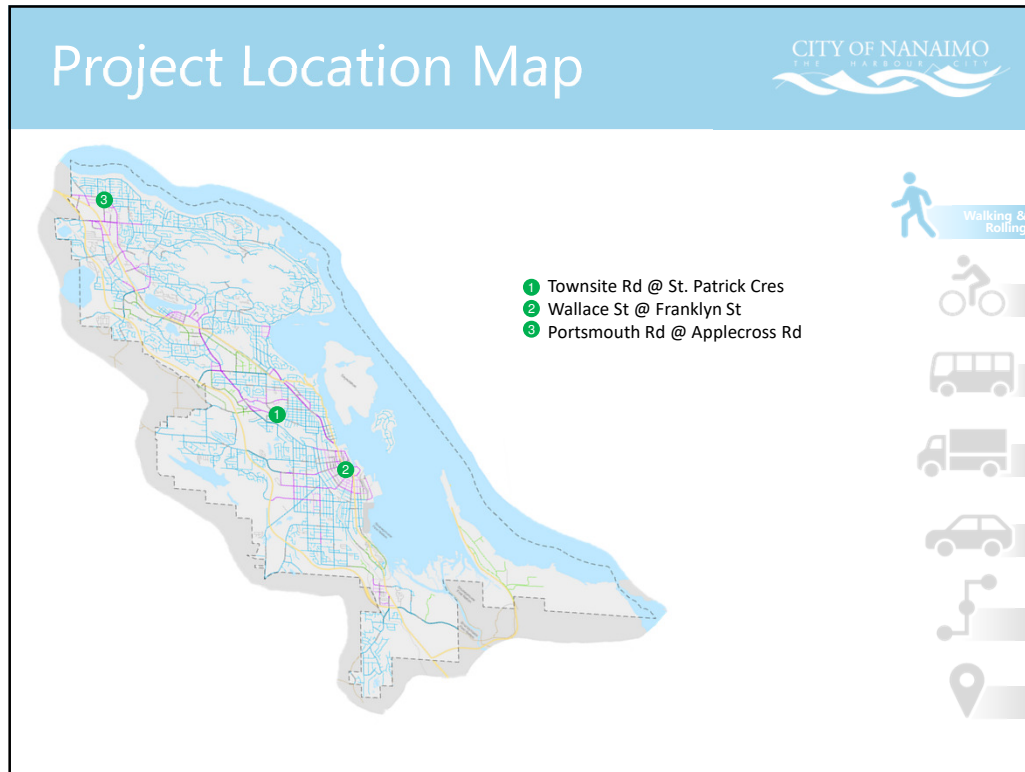 Project Location Map
CITY OF NANAIMO
THE HARBOUR CITY
3
Walking &
Rolling
1 Townsite Rd @ St. Patrick Cres
2 Wallace St @ Franklyn St
3 Portsmouth Rd @ Applecross Rd
1
2